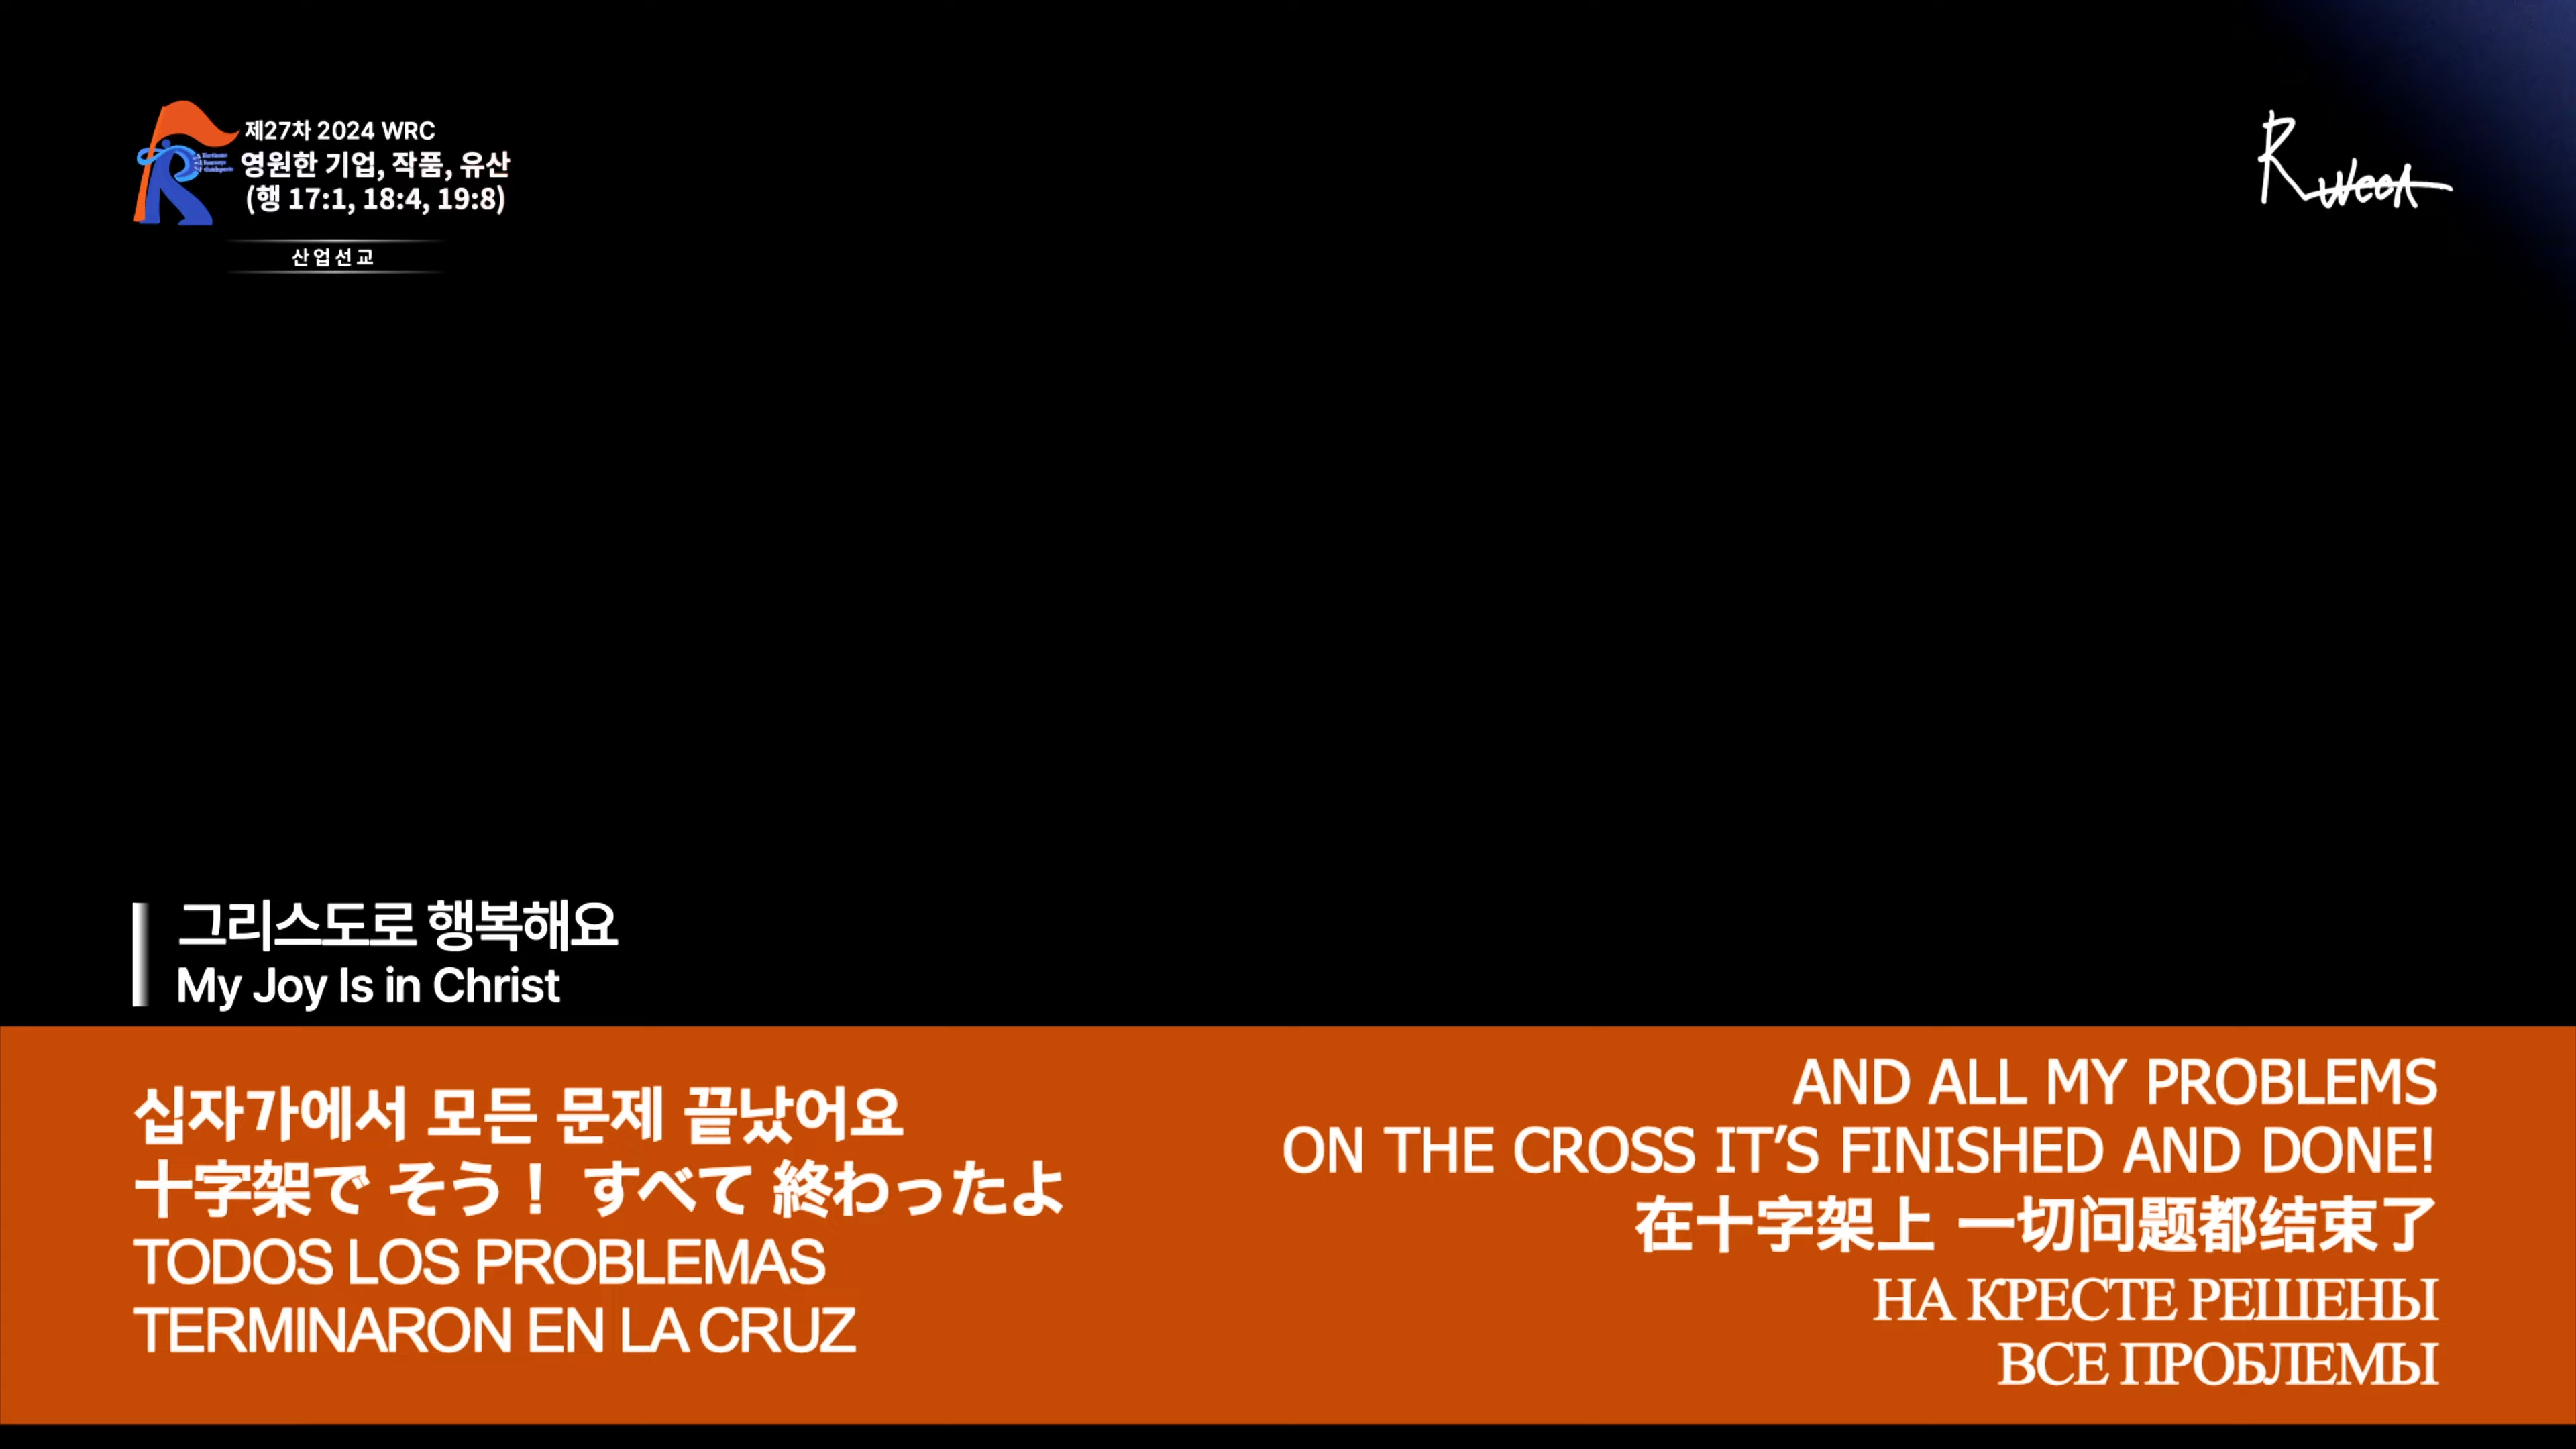 제27차 2024 WRC
영원한 기업, 작품, 유산
(행 17:1, 18:4, 19:8)
산업선교
그리스도로 행복해요
My Joy Is in Christ
십자가에서 모든 문제 끝났어요
十字架で そう！ すべて 終わったよ
TODOS LOS PROBLEMAS
TERMINARON EN LA CRUZ
AND ALL MY PROBLEMS
ON THE CROSS IT’S FINISHED AND DONE!
在十字架上 一切问题都结束了
НА КРЕСТЕ РЕШЕНЫ
ВСЕ ПРОБЛЕМЫ